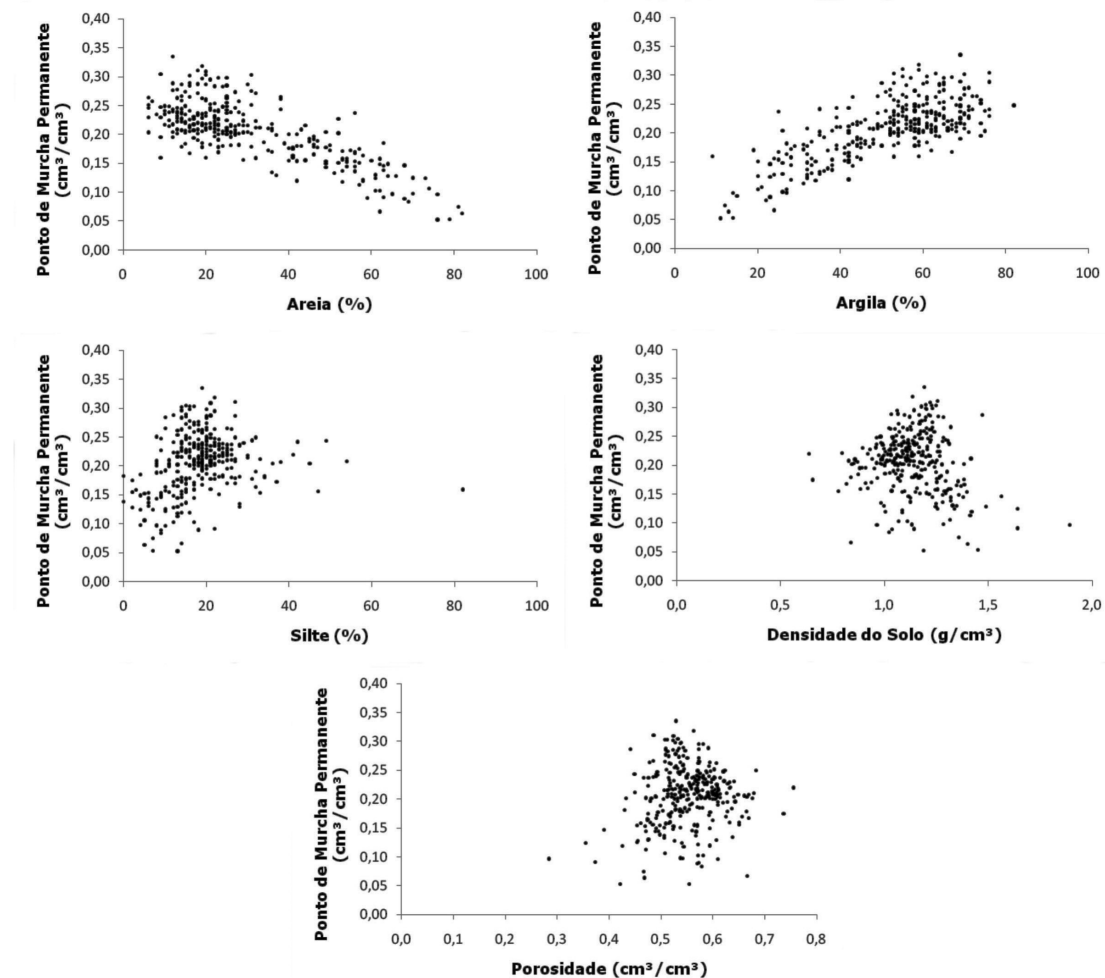 Ponto de Murcha Permanente
(cm³/cm³)
0,40
0,35
0,30
0,25
0,20
0,15
0,10
0,05
0,00
0 20 40 60 80 100
Areia (%)
Ponto de Murcha Permanente
(cm³/cm³)
0,40
0,35
0,30
0,25
0,20
0,15
0,10
0,05
0,00
0 20 40 60 80 100
Argila (%)
Ponto de Murcha Permanente
(cm³/cm³)
0,40
0,35
0,30
0,25
0,20
0,15
0,10
0,05
0,00
0 20 40 60 80 100
Silte (%)
Ponto de Murcha Permanente
(cm³/cm³)
0,40
0,35
0,30
0,25
0,20
0,15
0,10
0,05
0,00
0,0 0,5 1,0 1,5 2,0
Densidade do Solo (g/cm³)
Ponto de Murcha Permanente
(cm³/cm³)
0,40
0,35
0,30
0,25
0,20
0,15
0,10
0,05
0,00
0,0 0,1 0,2 0,3 0,4 0,5 0,6 0,7 0,8
Porosidade (cm³/cm³)